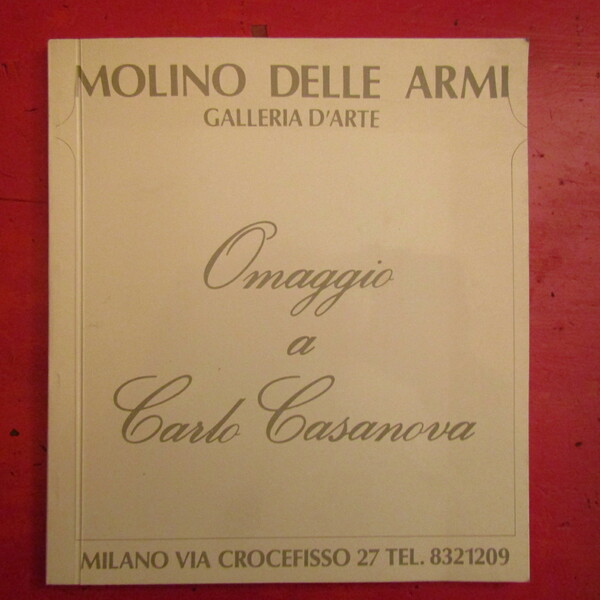 MOLINO DELLE ARMI
GALLERIA D'ARTE
Omaggio
a
Carlo Casanova
MILANO VIA CROCEFISSO 27 TEL. 8321209